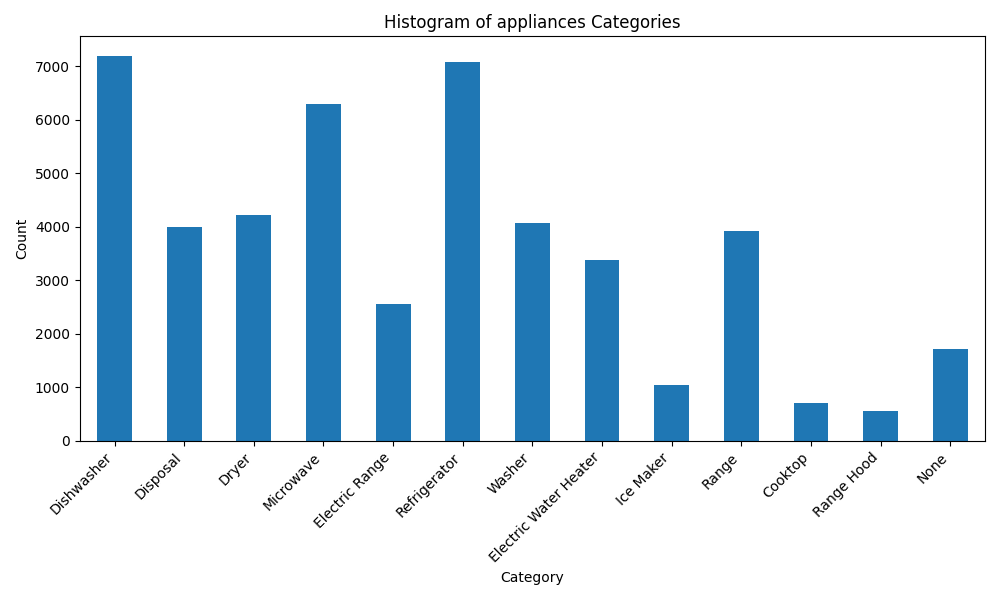 Histogram of appliances Categories
7000
6000
5000
4000
3000
2000
1000
0
Count
Dishwasher
Disposal
Dryer
Microwave
Electric Range
Refrigerator
Washer
Electric Water Heater
Ice Maker
Range
Cooktop
Range Hood
None
Category